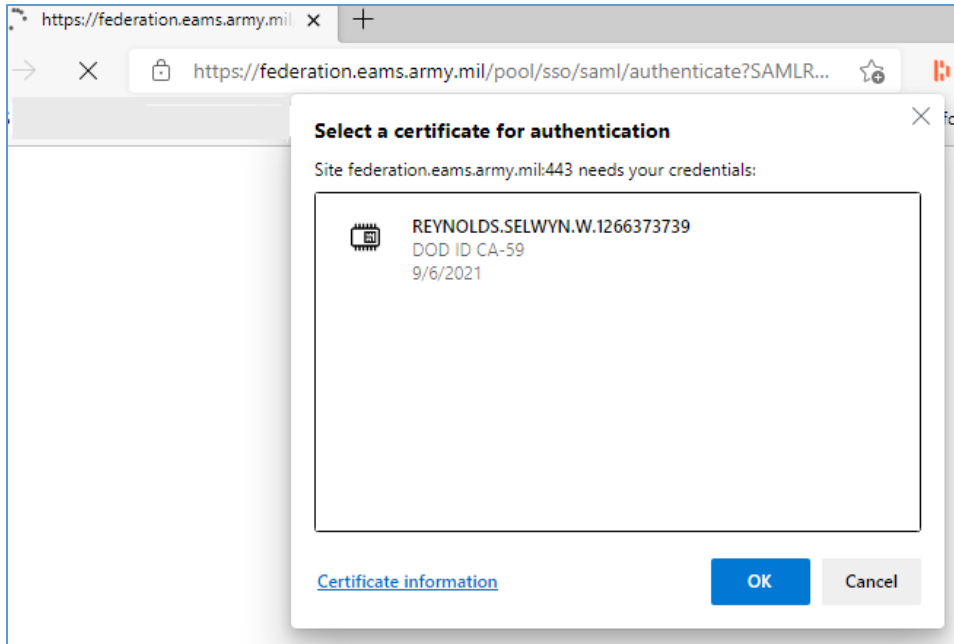 https://federation.eams.army.mil
https://federation.eams.army.mil/pool/sso/saml/authenticate?SAMLR...
Select a certificate for authentication
Site federation.eams.army.mil:443 needs your credentials:
REYNOLDS.SELWYN.W.1266373739
DOD ID CA-59
9/6/2021
Certificate information
OK
Cancel